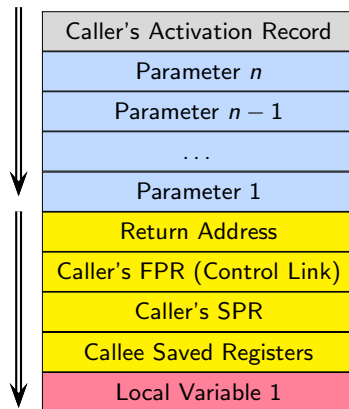 Caller's Activation Record
Parameter n
Parameter n − 1
...
Parameter 1
Return Address
Caller's FPR (Control Link)
Caller's SPR
Callee Saved Registers
Local Variable 1